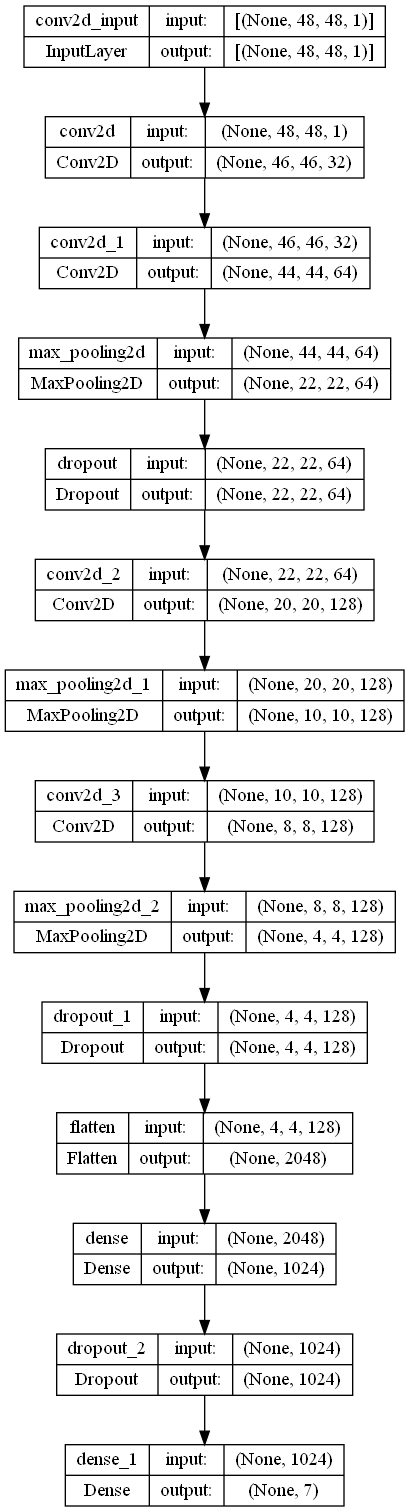 conv2d_input input: [(None, 48, 48, 1)]
InputLayer output: [(None, 48, 48, 1)]
conv2d input: (None, 48, 48, 1)
Conv2D output: (None, 46, 46, 32)
conv2d_1 input: (None, 46, 46, 32)
Conv2D output: (None, 44, 44, 64)
max_pooling2d input: (None, 44, 44, 64)
MaxPooling2D output: (None, 22, 22, 64)
dropout input: (None, 22, 22, 64)
Dropout output: (None, 22, 22, 64)
conv2d_2 input: (None, 22, 22, 64)
Conv2D output: (None, 20, 20, 128)
max_pooling2d_1 input: (None, 20, 20, 128)
MaxPooling2D output: (None, 10, 10, 128)
conv2d_3 input: (None, 10, 10, 128)
Conv2D output: (None, 8, 8, 128)
max_pooling2d_2 input: (None, 8, 8, 128)
MaxPooling2D output: (None, 4, 4, 128)
dropout_1 input: (None, 4, 4, 128)
Dropout output: (None, 4, 4, 128)
flatten input: (None, 4, 4, 128)
Flatten output: (None, 2048)
dense input: (None, 2048)
Dense output: (None, 1024)
dropout_2 input: (None, 1024)
Dropout output: (None, 1024)
dense_1 input: (None, 1024)
Dense output: (None, 7)